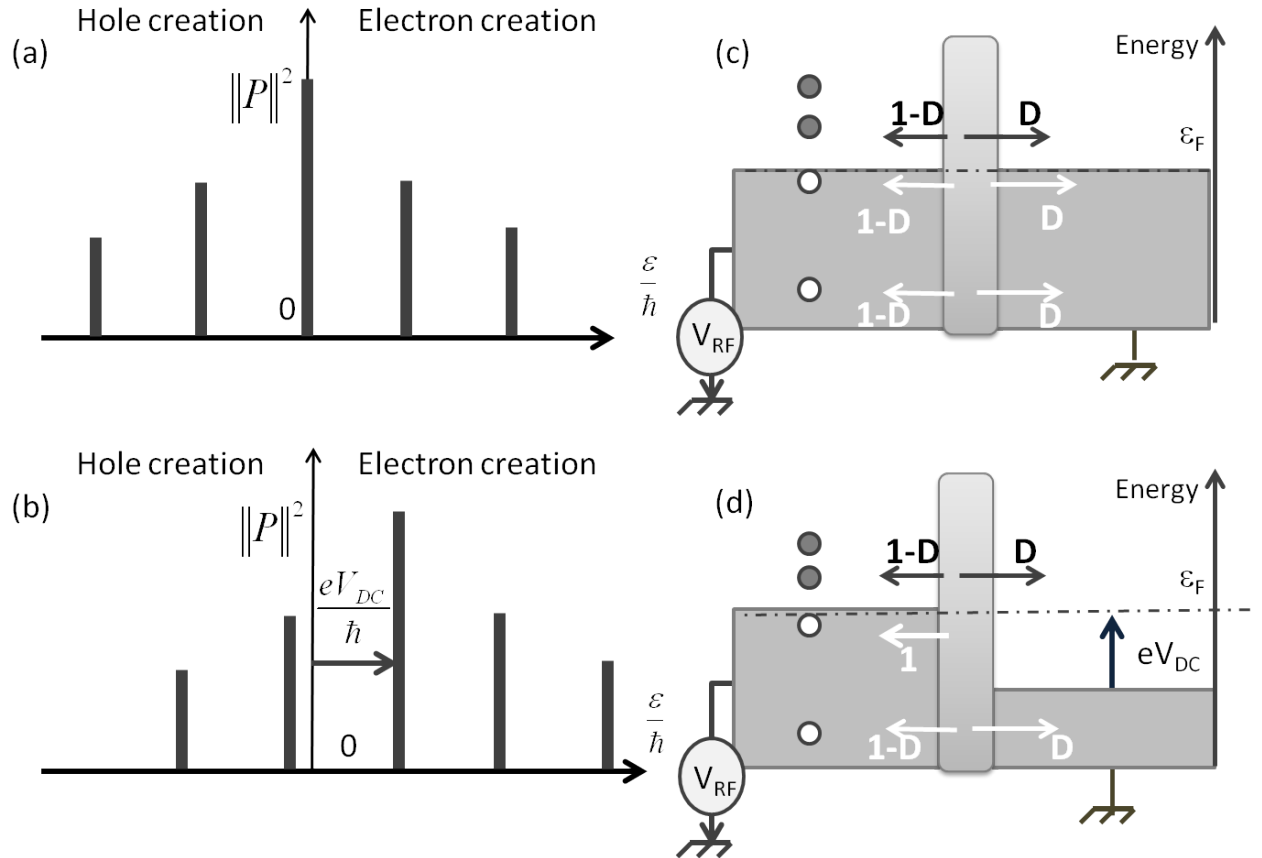 Hole creation Electron creation
(a)
‖P‖²
0
ε/ħ
(c)
Energy
1-D D
ε_F
1-D D
1-D D
V_RF
Hole creation Electron creation
(b)
‖P‖²
eV_DC/ħ
0
ε/ħ
(d)
Energy
1-D D
ε_F
1
eV_DC
1-D D
V_RF